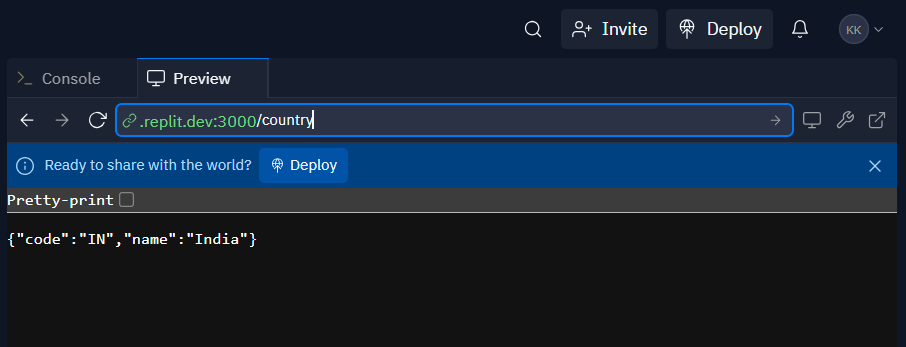 Invite Deploy KK
>_ Console Preview
.replit.dev:3000/country
Ready to share with the world? Deploy
Pretty-print
{"code":"IN","name":"India"}